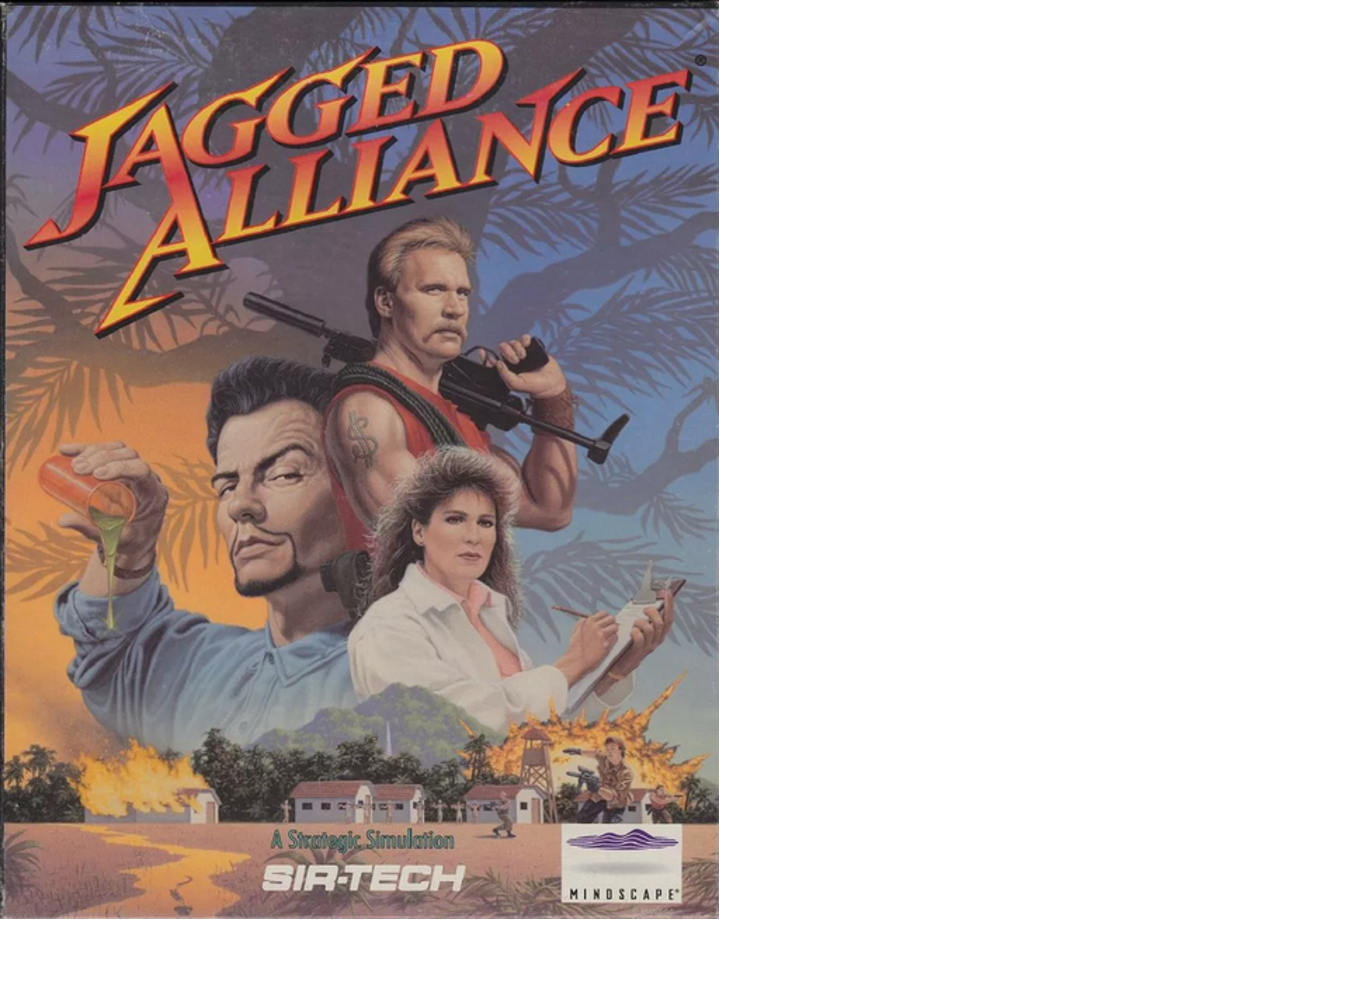 JAGGED
ALLIANCE
®
$
A Strategic Simulation
SIR-TECH
MINDSCAPE®